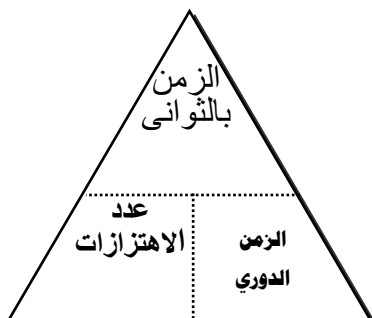 الزمن
بالثوانى
عدد
الاهتزازات
الزمن
الدوري